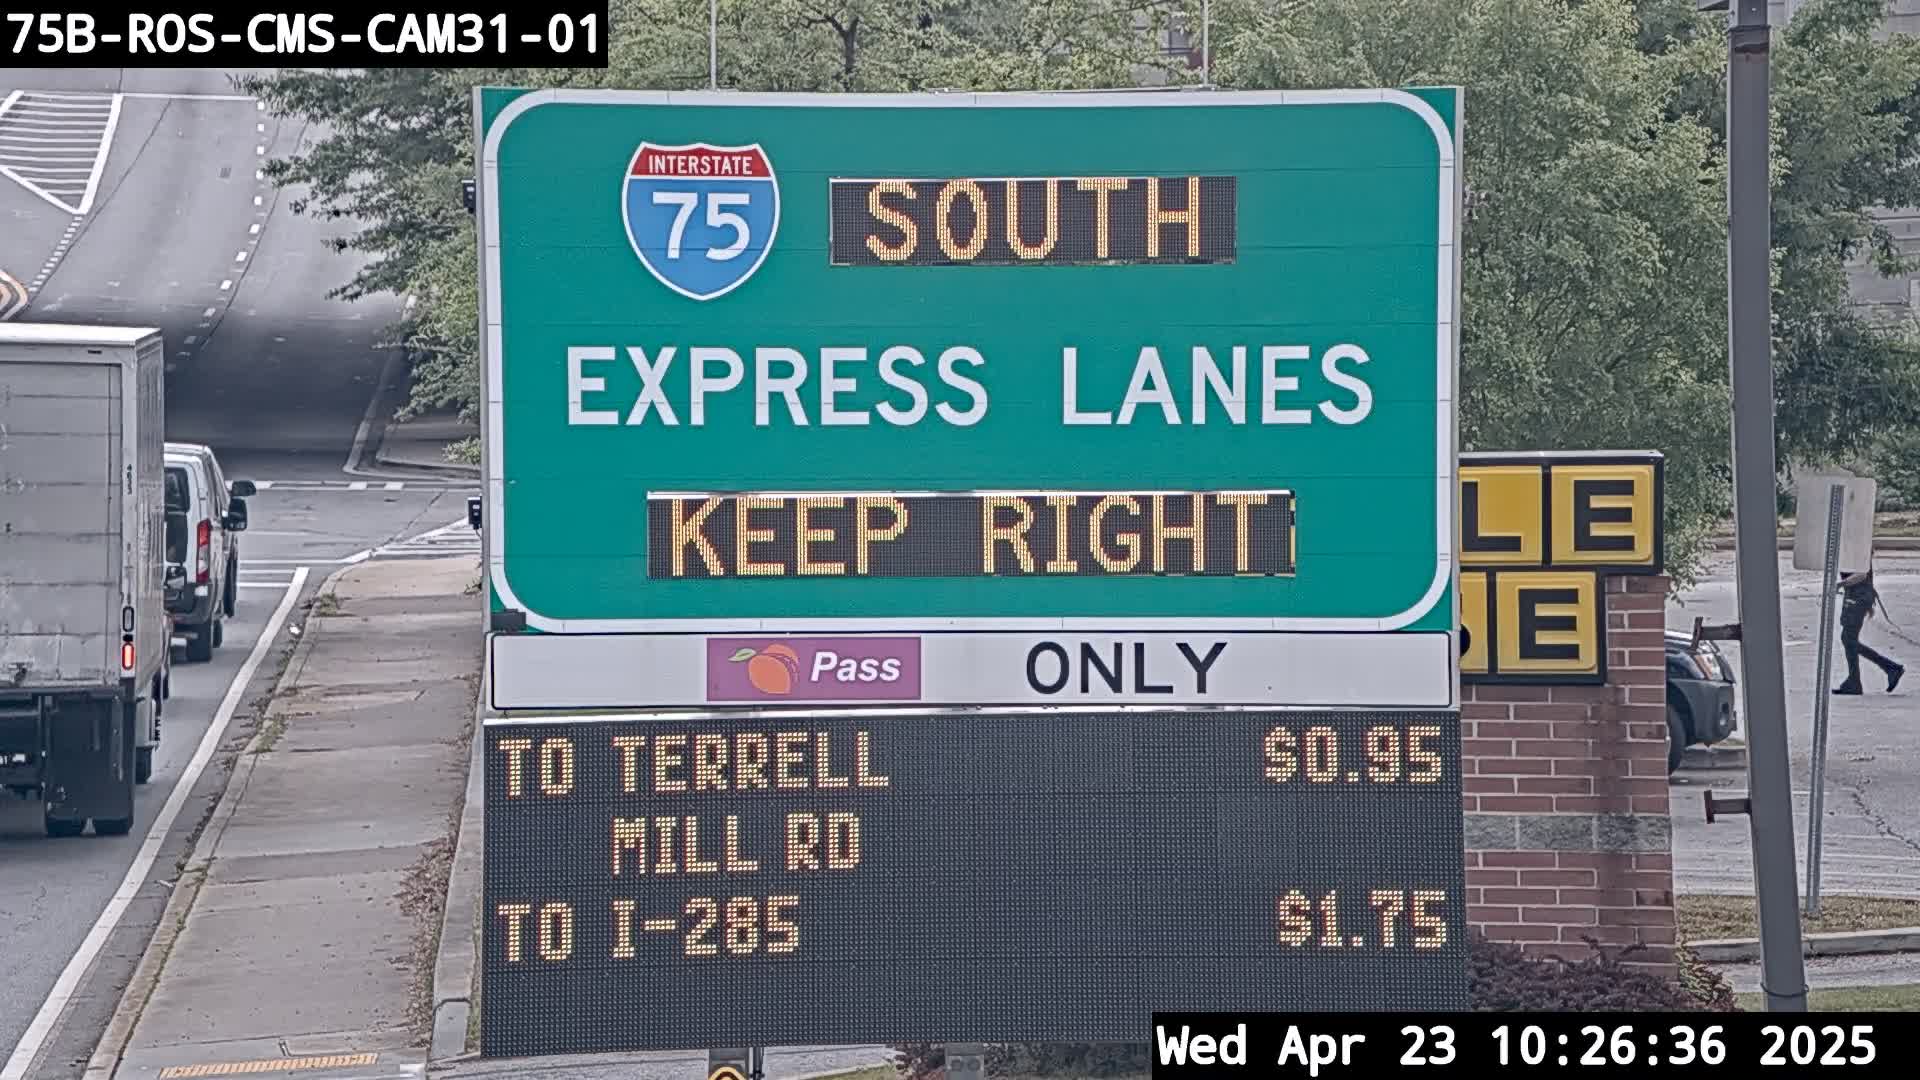 75B-ROS-CMS-CAM31-01
INTERSTATE
75
SOUTH
EXPRESS LANES
KEEP RIGHT
Pass ONLY
TO TERRELL $0.95
MILL RD
TO I-285 $1.75
LE
E
Wed Apr 23 10:26:36 2025